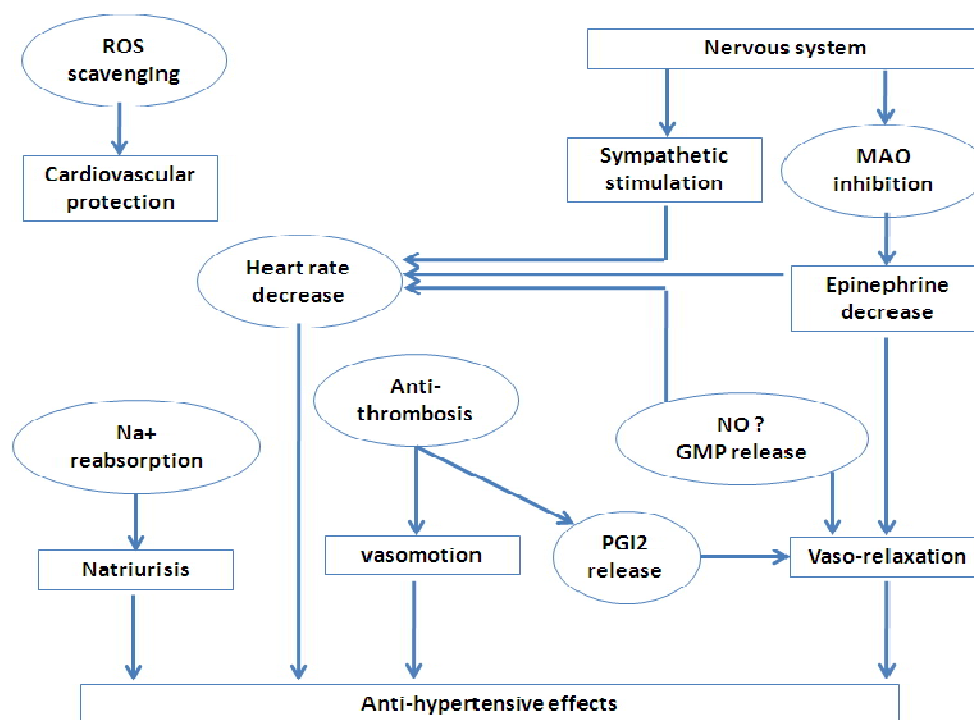 ROS
scavenging
Nervous system
Cardiovascular
protection
Sympathetic
stimulation
MAO
inhibition
Heart rate
decrease
Epinephrine
decrease
Anti-
thrombosis
Na+
reabsorption
NO ?
GMP release
Natriurisis
vasomotion
PGI2
release
Vaso-relaxation
Anti-hypertensive effects